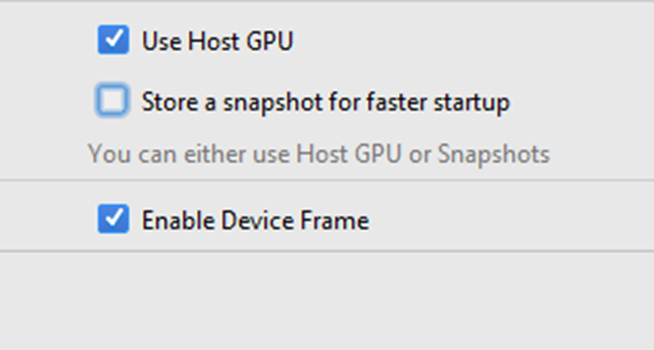 Use Host GPU
Store a snapshot for faster startup
You can either use Host GPU or Snapshots
Enable Device Frame